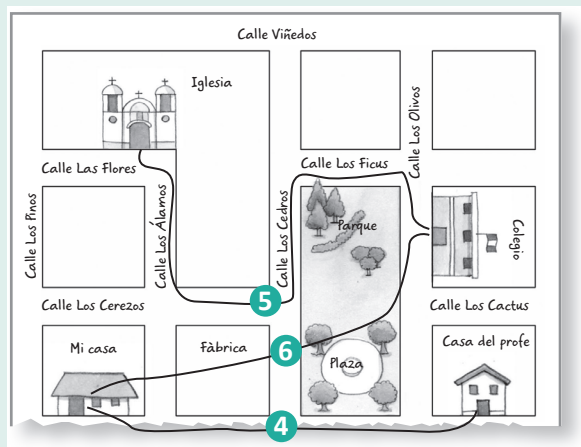 Calle Viñedos
Iglesia
Calle Los Olivos
Calle Las Flores
Calle Los Ficus
Calle Los Pinos
Calle Los Álamos
Calle Los Cedros
Parque
Colegio
5
Calle Los Cerezos
Calle Los Cactus
Mi casa
Fàbrica
6
Casa del profe
Plaza
4